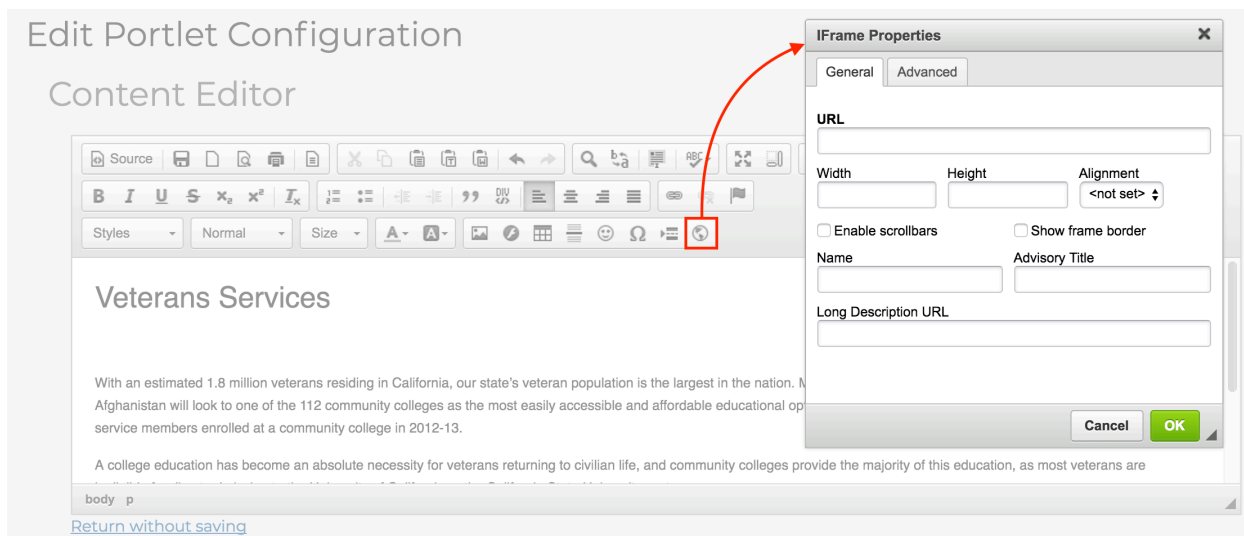 Edit Portlet Configuration
Content Editor
Source
ABC
B I U S x₂ x² Tx
DIV
Styles Normal Size A A Ω
Veterans Services
With an estimated 1.8 million veterans residing in California, our state's veteran population is the largest in the nation. M
Afghanistan will look to one of the 112 community colleges as the most easily accessible and affordable educational op
service members enrolled at a community college in 2012-13.
A college education has become an absolute necessity for veterans returning to civilian life, and community colleges provide the majority of this education, as most veterans are
body p
Return without saving
IFrame Properties
General Advanced
URL
Width Height Alignment
<not set>
Enable scrollbars Show frame border
Name Advisory Title
Long Description URL
Cancel OK